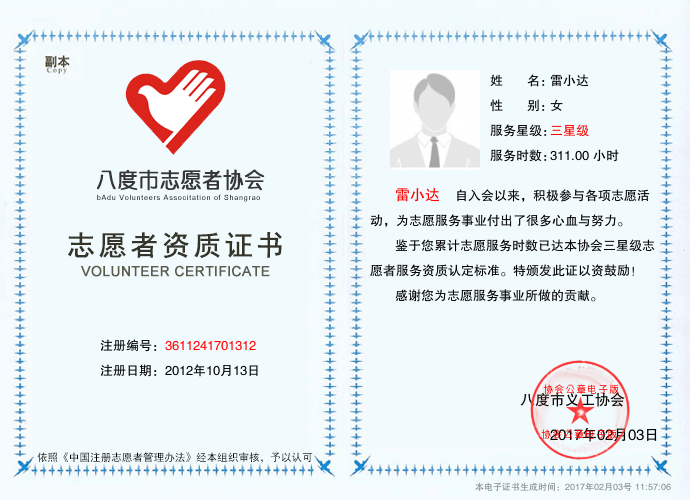 副本
Copy
八度市志愿者协会
bAdu Volunteers Associtation of Shangrao
志愿者资质证书
VOLUNTEER CERTIFICATE
注册编号：3611241701312
注册日期：2012年10月13日
依照《中国注册志愿者管理办法》经本组织审核，予以认可
姓　名：雷小达
性　别：女
服务星级：三星级
服务时数：311.00 小时
雷小达　自入会以来，积极参与各项志愿活
动，为志愿服务事业付出了很多心血与努力。
鉴于您累计志愿服务时数已达本协会三星级志
愿者服务资质认定标准。特颁发此证以资鼓励！
感谢您为志愿服务事业所做的贡献。
协会公章电子版
八度市义工协会
2017年02月03日
本电子证书生成时间：2017年02月03号 11:57:06